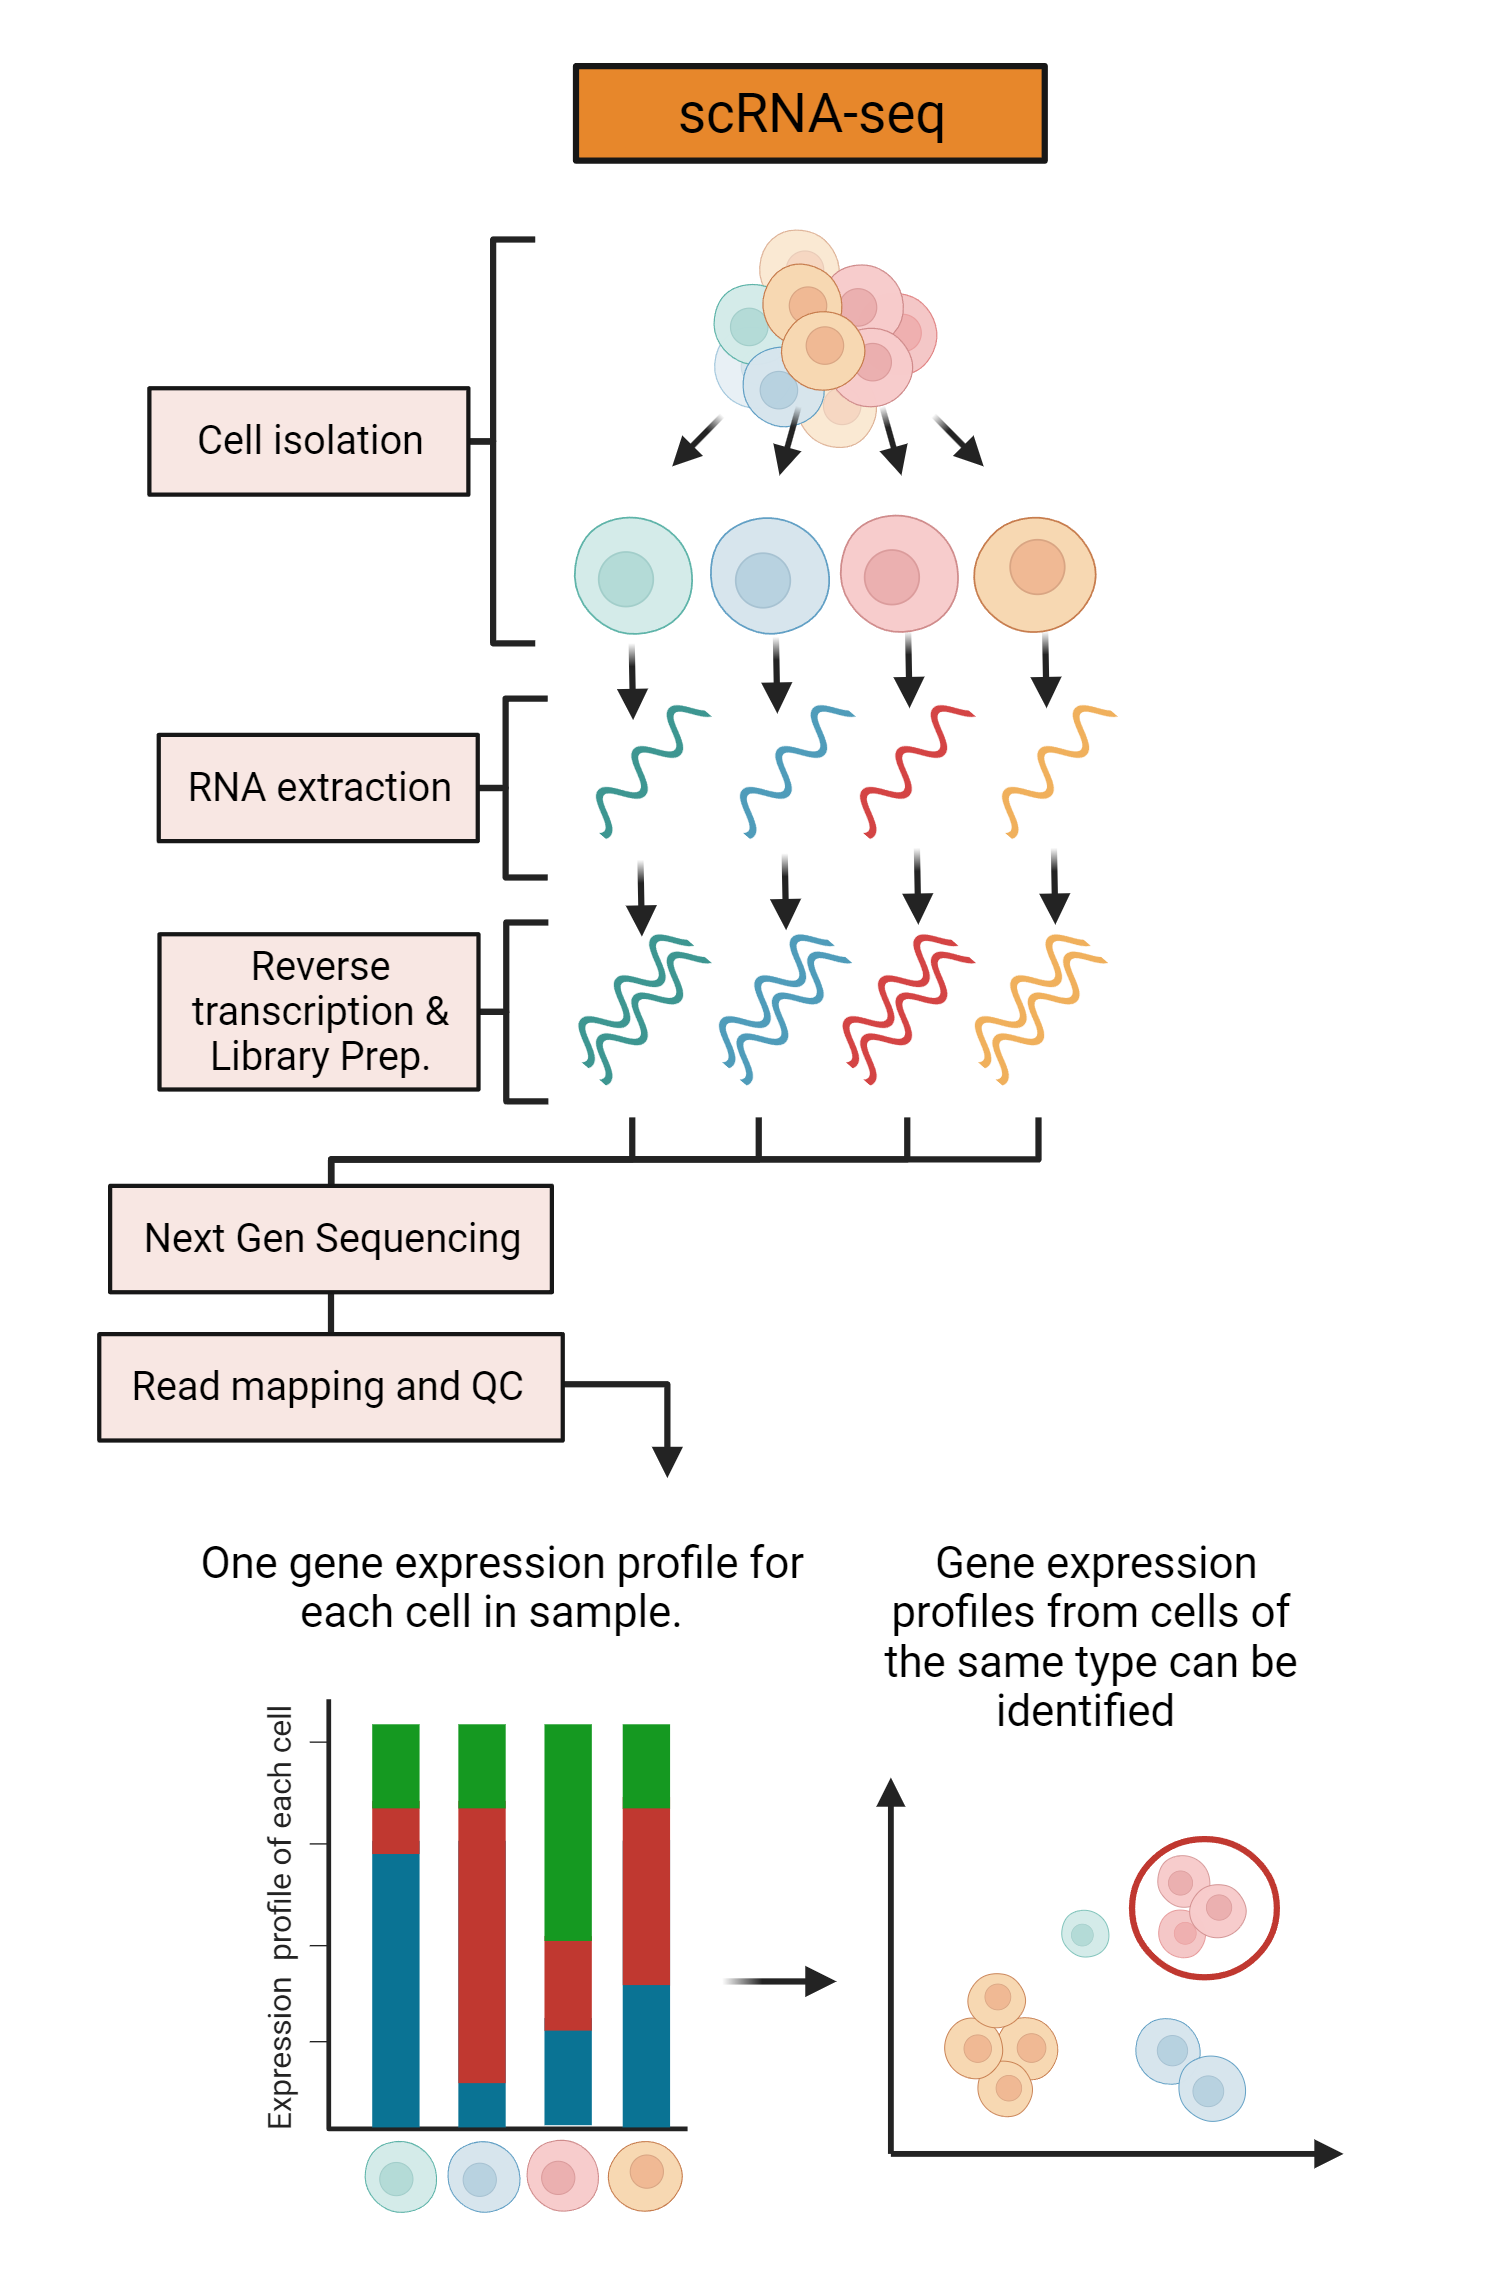 scRNA-seq
Cell isolation
RNA extraction
Reverse
transcription &
Library Prep.
Next Gen Sequencing
Read mapping and QC
One gene expression profile for
each cell in sample.
Gene expression
profiles from cells of
the same type can be
identified
Expression profile of each cell